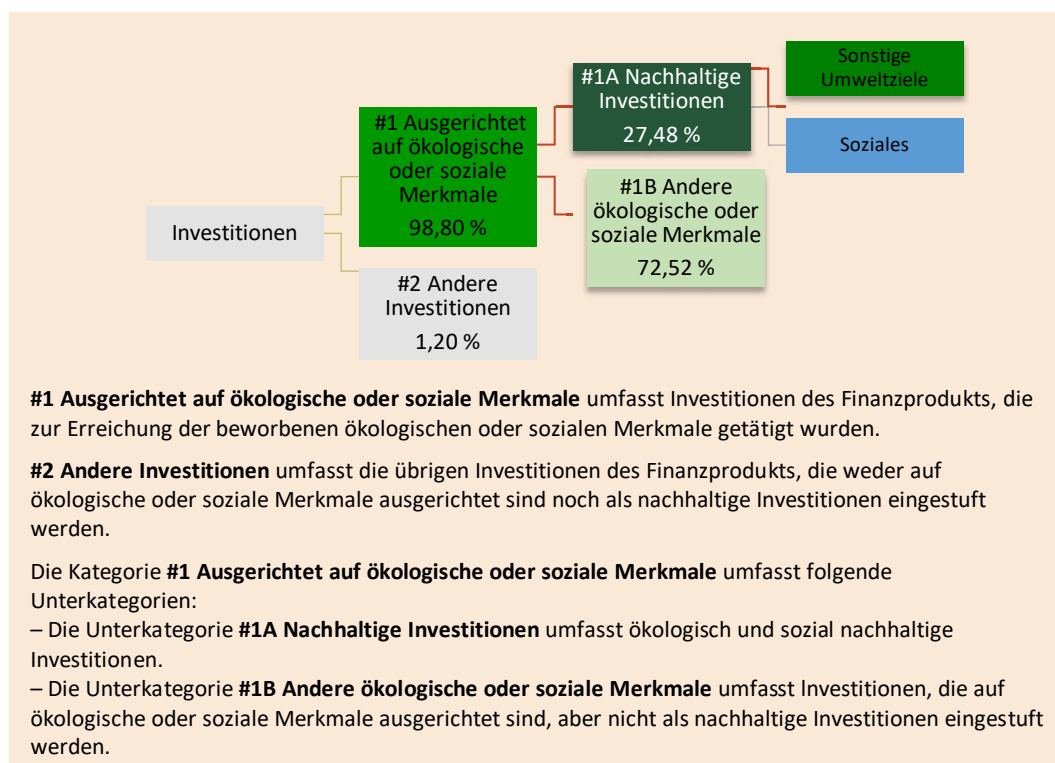 Sonstige
Umweltziele
#1A Nachhaltige
Investitionen
27,48 %
#1 Ausgerichtet
auf ökologische
oder soziale
Merkmale
98,80 %
Soziales
#1B Andere
ökologische oder
soziale Merkmale
72,52 %
Investitionen
#2 Andere
Investitionen
1,20 %
#1 Ausgerichtet auf ökologische oder soziale Merkmale umfasst Investitionen des Finanzprodukts, die
zur Erreichung der beworbenen ökologischen oder sozialen Merkmale getätigt wurden.
#2 Andere Investitionen umfasst die übrigen Investitionen des Finanzprodukts, die weder auf
ökologische oder soziale Merkmale ausgerichtet sind noch als nachhaltige Investitionen eingestuft
werden.
Die Kategorie #1 Ausgerichtet auf ökologische oder soziale Merkmale umfasst folgende
Unterkategorien:
– Die Unterkategorie #1A Nachhaltige Investitionen umfasst ökologisch und sozial nachhaltige
Investitionen.
– Die Unterkategorie #1B Andere ökologische oder soziale Merkmale umfasst Investitionen, die auf
ökologische oder soziale Merkmale ausgerichtet sind, aber nicht als nachhaltige Investitionen eingestuft
werden.